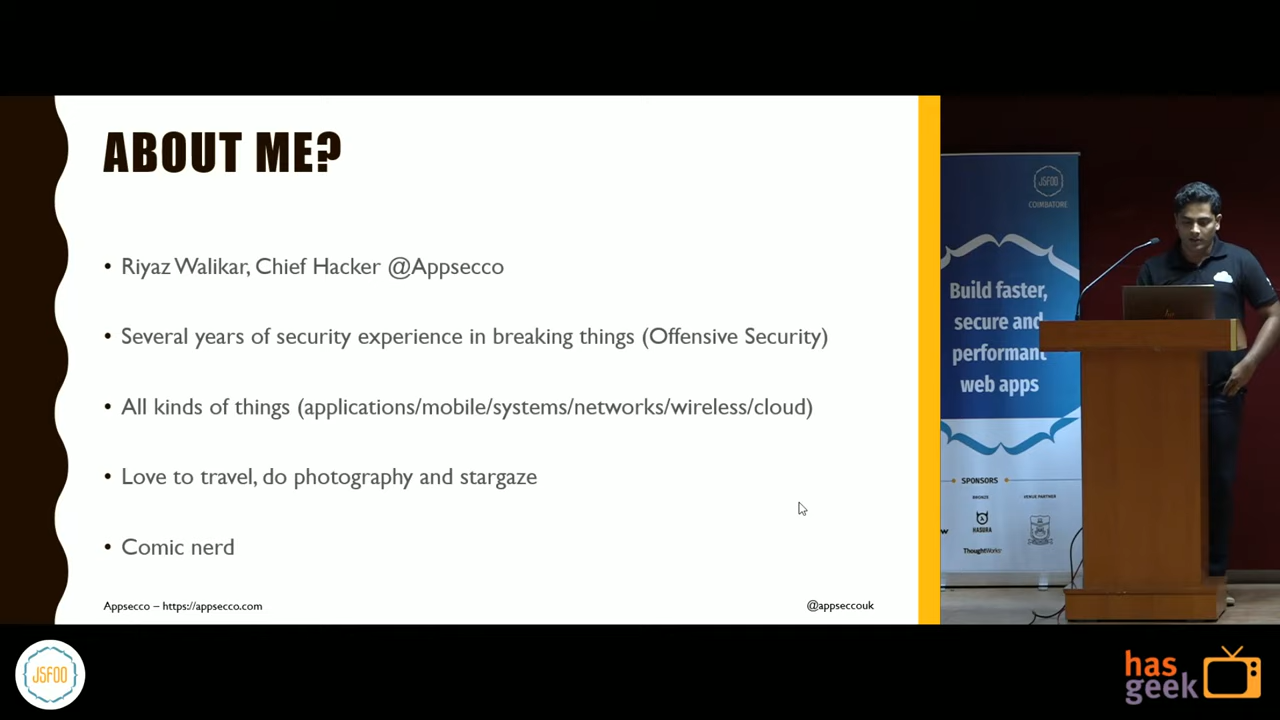 ABOUT ME?
• Riyaz Walikar, Chief Hacker @Appsecco
• Several years of security experience in breaking things (Offensive Security)
• All kinds of things (applications/mobile/systems/networks/wireless/cloud)
• Love to travel, do photography and stargaze
• Comic nerd
Appsecco – https://appsecco.com
@appseccouk
JSFOO
COIMBATORE
Build faster,
secure and
performant
web apps
SPONSORS
BRONZE
VENUE PARTNER
HASURA
ThoughtWorks
JSFOO
has
geek